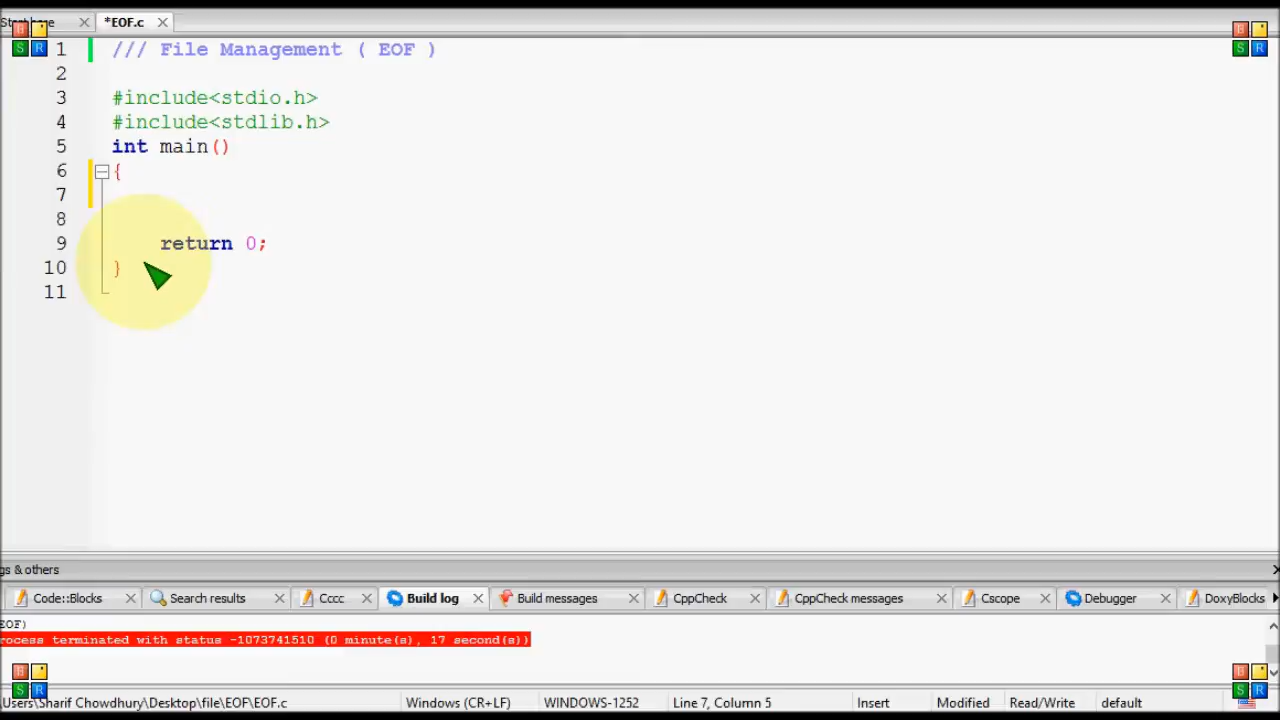 Start here
*EOF.c
1 /// File Management ( EOF )
2
3 #include<stdio.h>
4 #include<stdlib.h>
5 int main()
6 {
7
8
9 return 0;
10 }
11
gs & others
Code::Blocks Search results Cccc Build log Build messages CppCheck CppCheck messages Cscope Debugger DoxyBlocks
EOF)
rocess terminated with status -1073741510 (0 minute(s), 17 second(s))
\Users\Sharif Chowdhury\Desktop\file\EOF\EOF.c Windows (CR+LF) WINDOWS-1252 Line 7, Column 5 Insert Modified Read/Write default
B
S R
B
S R
B
S R
B
S R